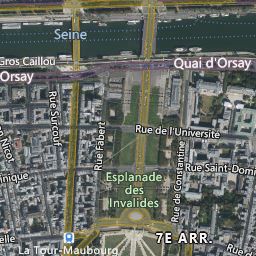 Seine
Gros Caillou
Quai d'Orsay
Orsay
Rue Surcouf
Rue Fabert
Rue de l'Université
Rue de Constantine
Rue Saint-Domi
Esplanade
des
Invalides
7E ARR.
La Tour-Maubourg